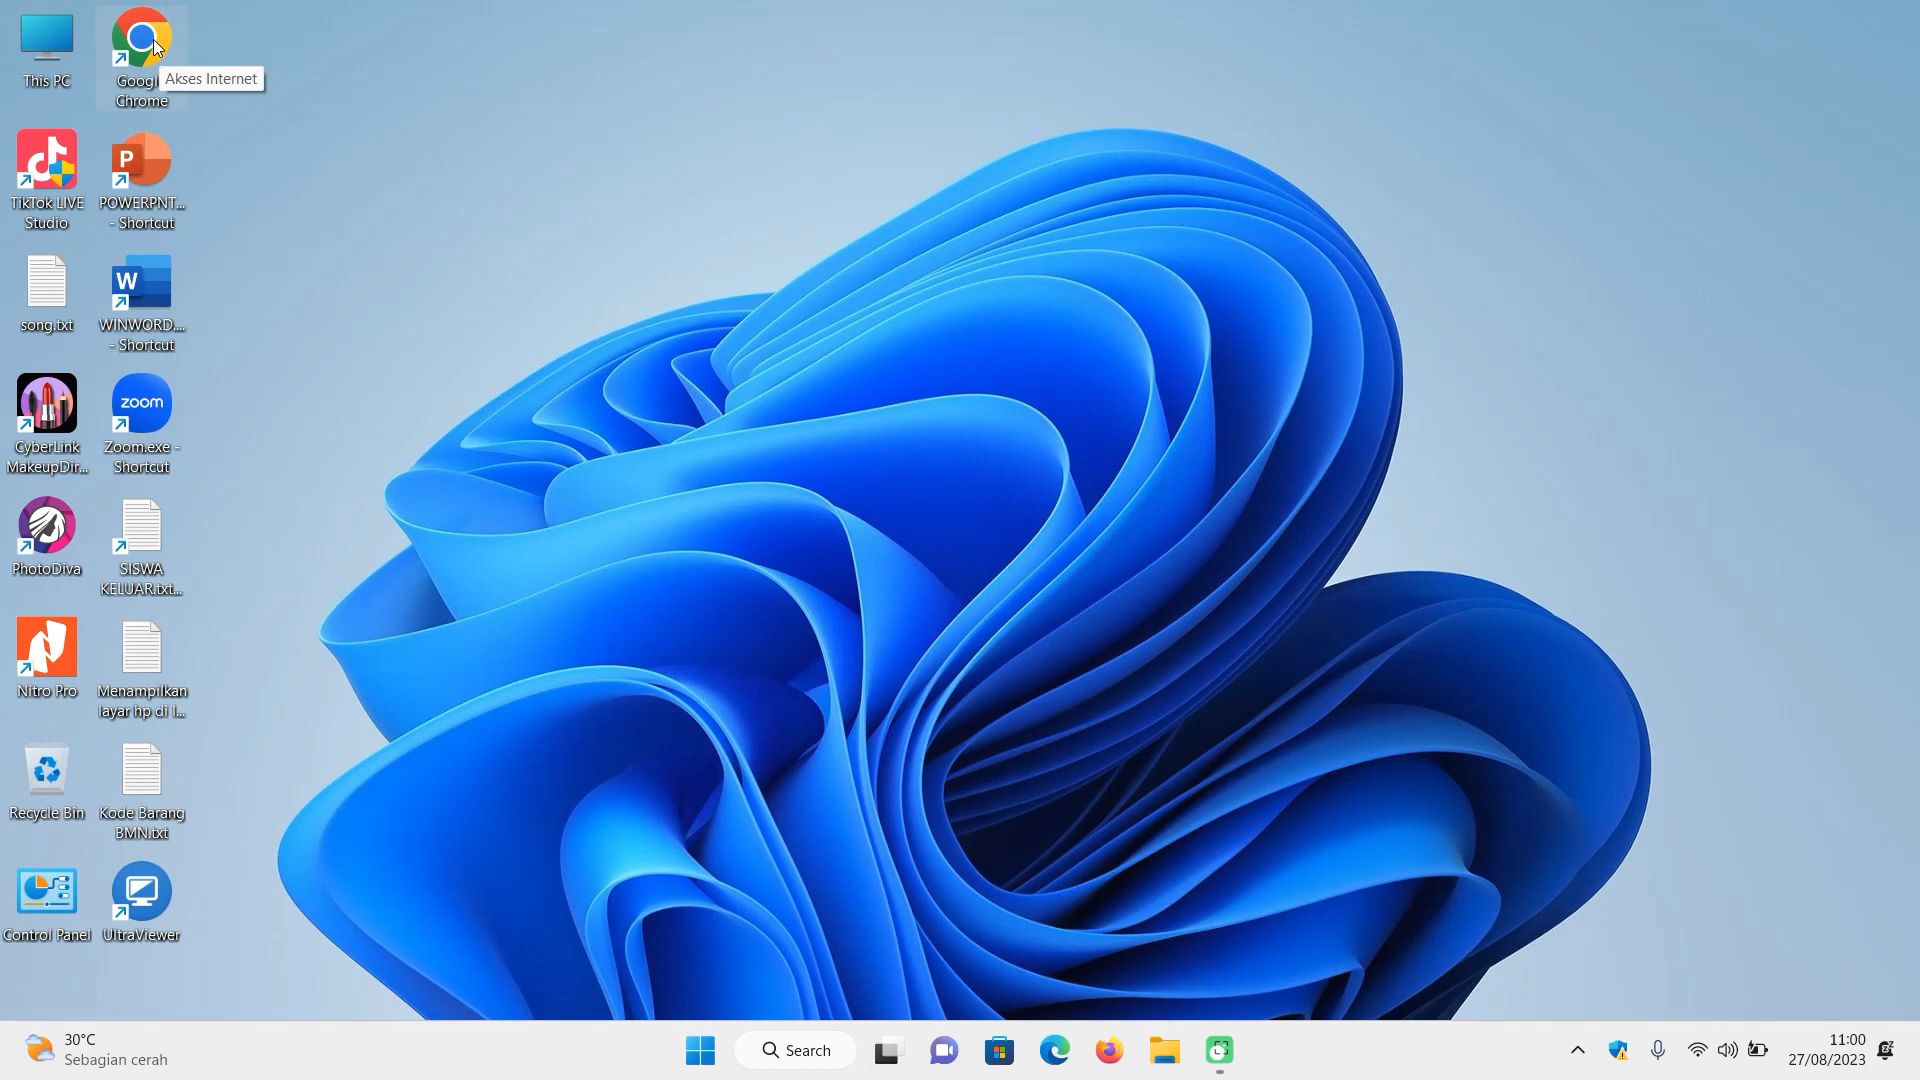 This PC
Google
Chrome
Akses Internet
TikTok LIVE
Studio
P
POWERPNT...
- Shortcut
song.txt
W
WINWORD....
- Shortcut
CyberLink
MakeupDir...
zoom
Zoom.exe -
Shortcut
PhotoDiva
SISWA
KELUAR.txt...
Nitro Pro
Menampilkan
layar hp di l...
Recycle Bin
Kode Barang
BMN.txt
Control Panel
UltraViewer
30°C
Sebagian cerah
Search
11:00
27/08/2023